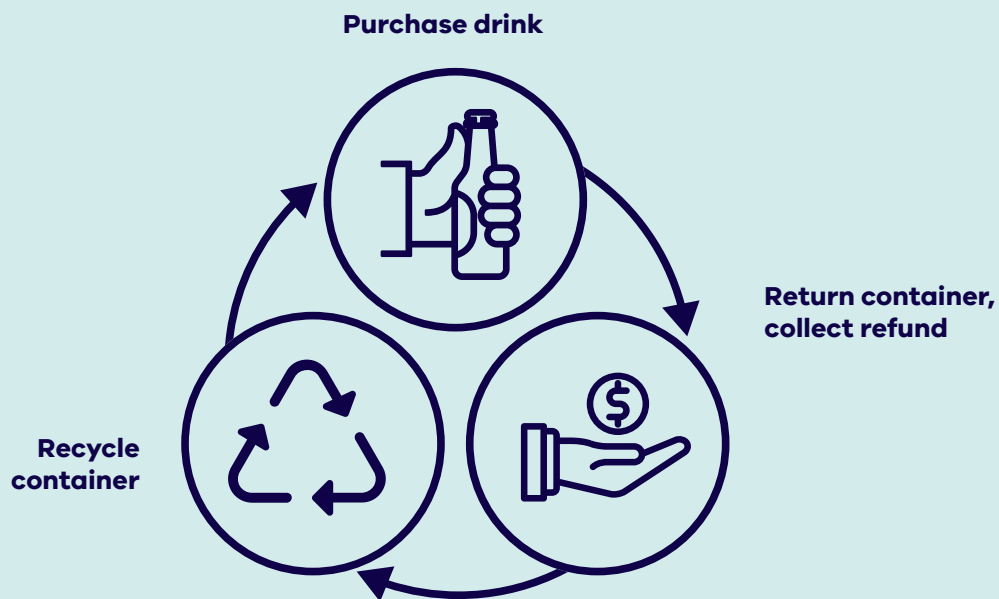 Purchase drink
Return container,
collect refund
$
Recycle
container